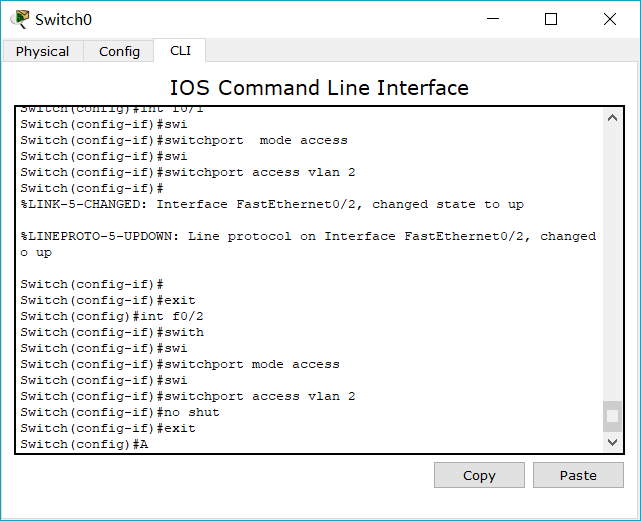 Switch0
Physical Config CLI
IOS Command Line Interface
Switch(config)#int f0/1
Switch(config-if)#swi
Switch(config-if)#switchport  mode access
Switch(config-if)#swi
Switch(config-if)#switchport access vlan 2
Switch(config-if)#
%LINK-5-CHANGED: Interface FastEthernet0/2, changed state to up
%LINEPROTO-5-UPDOWN: Line protocol on Interface FastEthernet0/2, changed
o up
Switch(config-if)#
Switch(config-if)#exit
Switch(config)#int f0/2
Switch(config-if)#swith
Switch(config-if)#swi
Switch(config-if)#switchport mode access
Switch(config-if)#swi
Switch(config-if)#switchport access vlan 2
Switch(config-if)#no shut
Switch(config-if)#exit
Switch(config)#A
Copy Paste